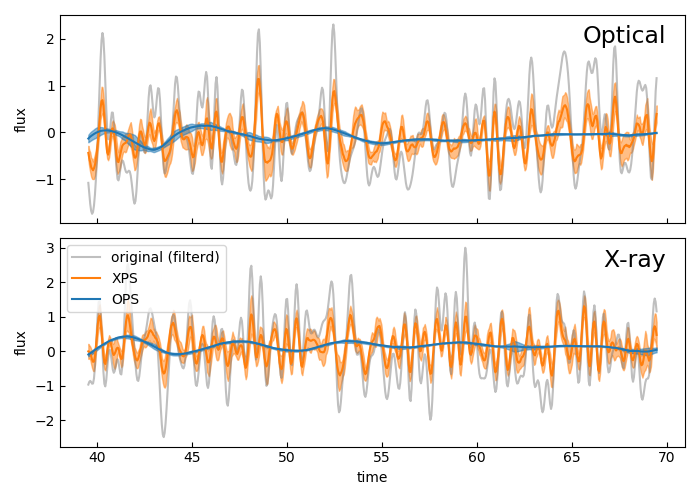 Optical
flux
2
1
0
−1
X-ray
original (filterd)
XPS
OPS
flux
3
2
1
0
−1
−2
40 45 50 55 60 65 70
time